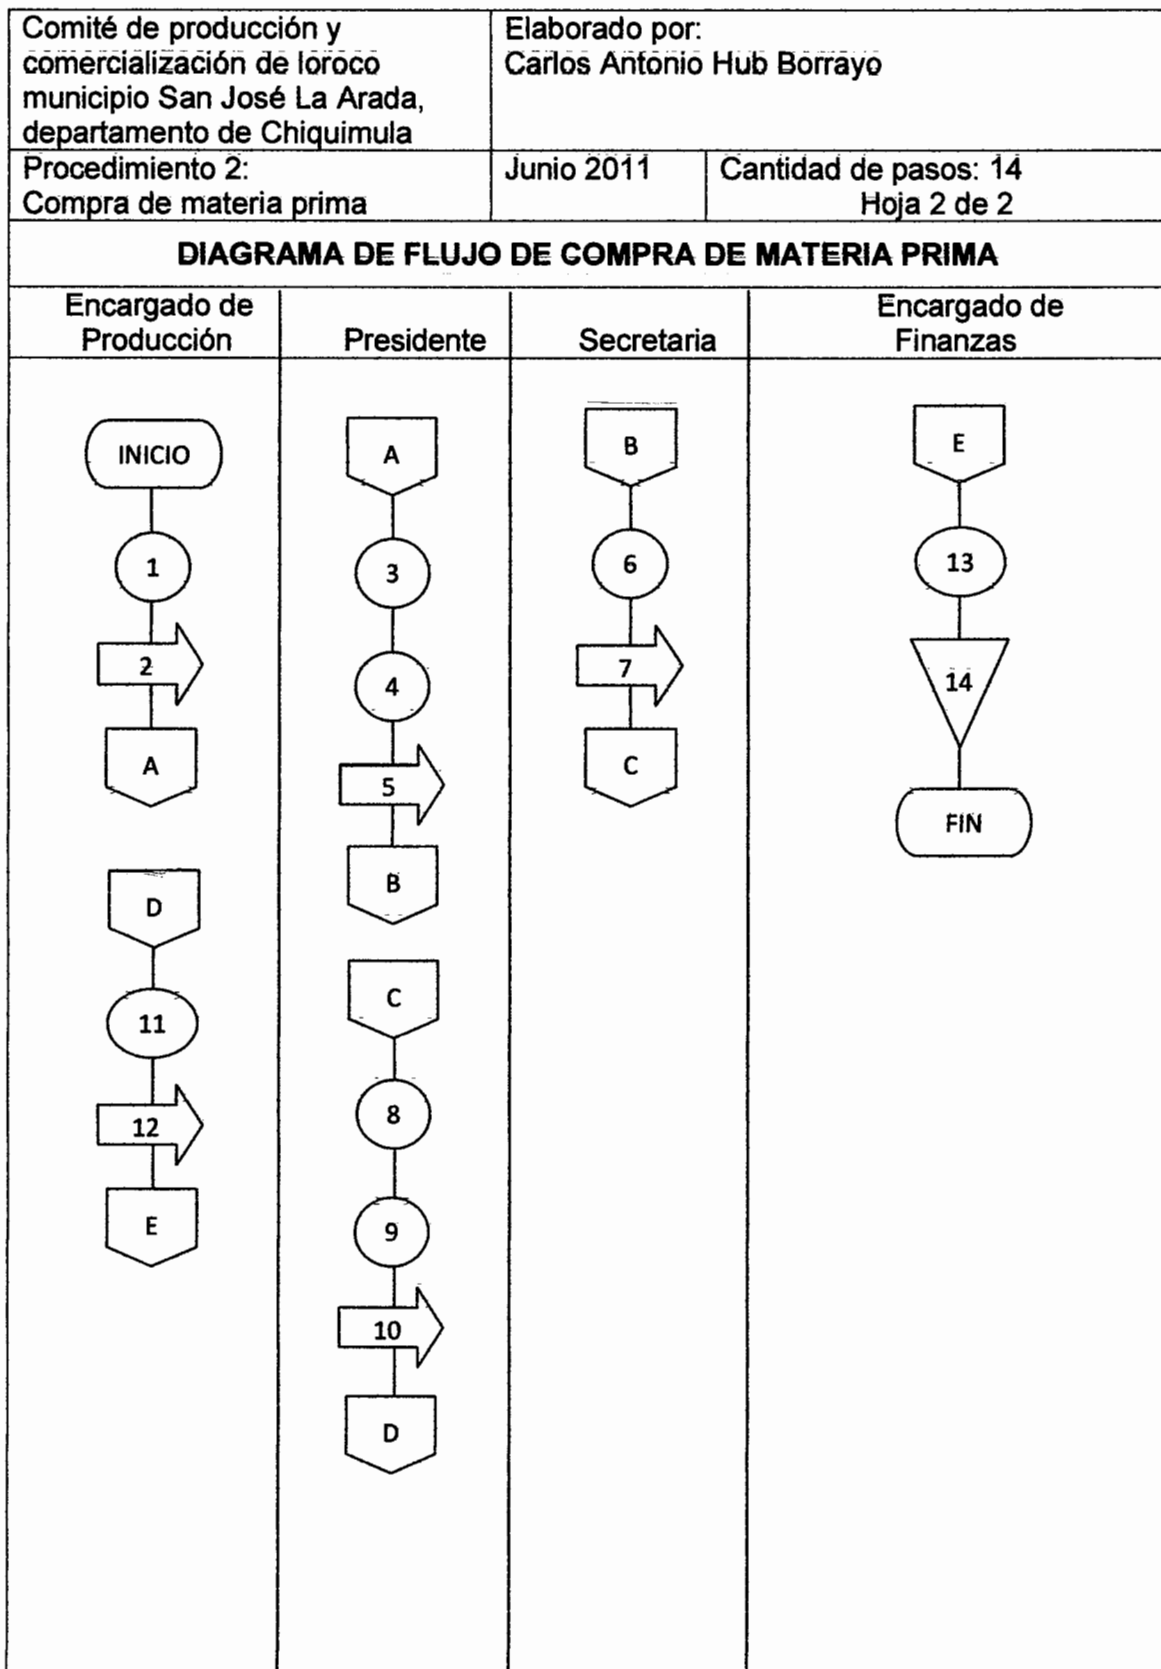 Comité de producción y
comercialización de loroco
municipio San José La Arada,
departamento de Chiquimula
Elaborado por:
Carlos Antonio Hub Borrayo
Procedimiento 2:
Compra de materia prima
Junio 2011
Cantidad de pasos: 14
Hoja 2 de 2
DIAGRAMA DE FLUJO DE COMPRA DE MATERIA PRIMA
Encargado de
Producción
Presidente
Secretaria
Encargado de
Finanzas
INICIO
1
2
A
D
11
12
E
A
3
4
5
B
C
8
9
10
D
B
6
7
C
E
13
14
FIN